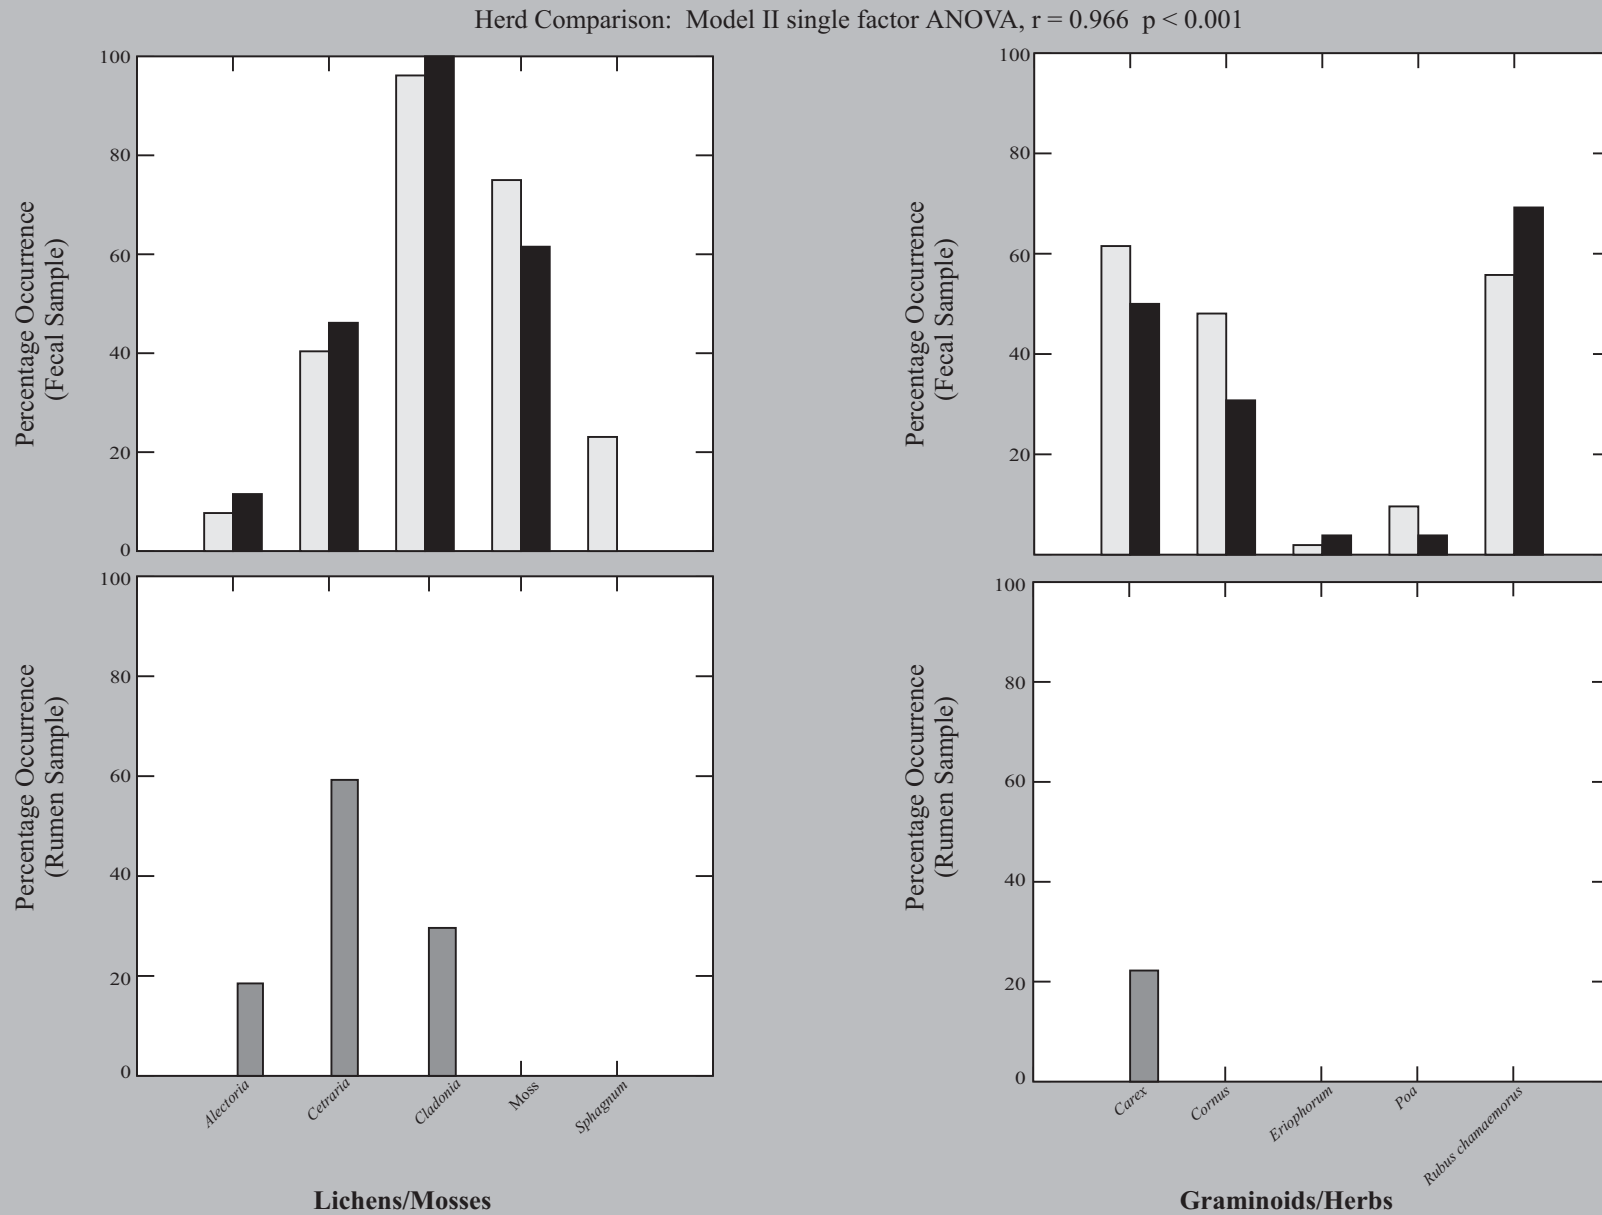 Herd Comparison:  Model II single factor ANOVA, r = 0.966  p < 0.001
Percentage Occurrence
(Fecal Sample)
100
80
60
40
20
0
Percentage Occurrence
(Fecal Sample)
100
80
60
40
20
Percentage Occurrence
(Rumen Sample)
100
80
60
40
20
0
Alectoria
Cetraria
Cladonia
Moss
Sphagnum
Lichens/Mosses
Percentage Occurrence
(Rumen Sample)
100
80
60
40
20
0
Carex
Cornus
Eriophorum
Poa
Rubus chamaemorus
Graminoids/Herbs